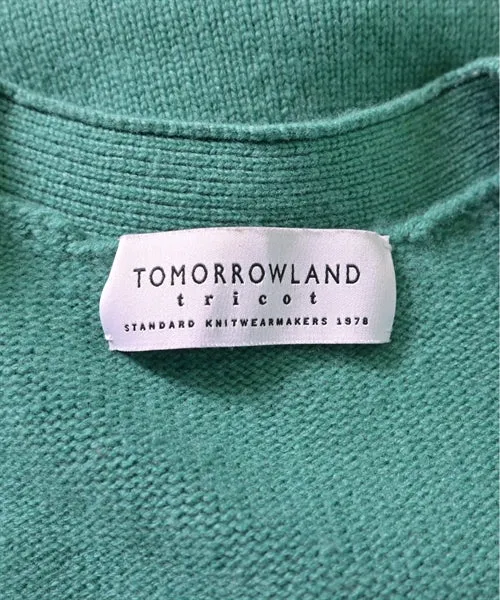 TOMORROWLAND
tricot
STANDARD KNITWEARMAKERS 1978